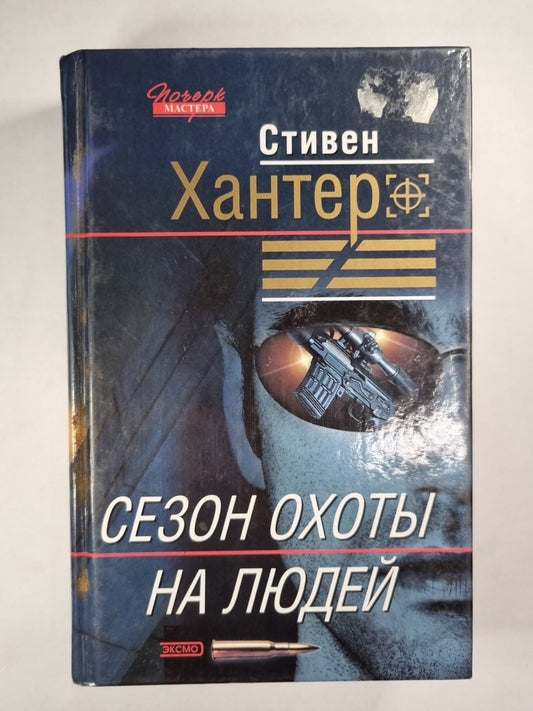 Почерк
МАСТЕРА
Стивен
Хантер
СЕЗОН ОХОТЫ
НА ЛЮДЕЙ
ЭКСМО